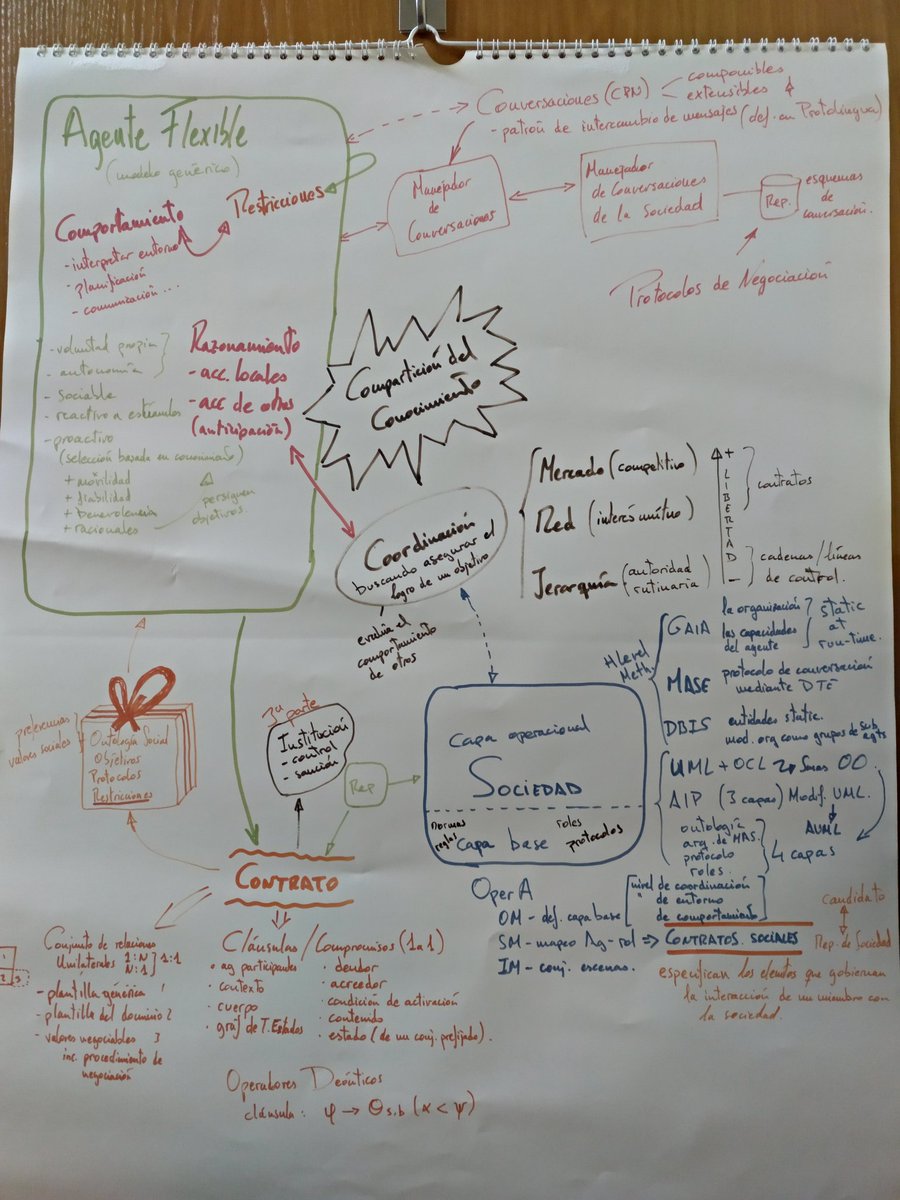 Agente Flexible
(modelo genérico)
Restricciones
Comportamiento
- interpretar entorno
- planificación
- comunicación ...
- voluntad propia
- autonomía
- sociable
- reactivo a estímulos
- proactivo
(selección basada en conocimiento)
+ movilidad
+ fiabilidad
+ benevolencia
+ racionales
persiguen
objetivos.
Razonamiento
- acc. locales
- acc de otros
(anticipación)
Conversaciones (CPN)
componibles
extensibles
- patrón de intercambio de mensajes (def. en Protolingua)
Manejador
de
Conversaciones
Manejador
de Conversaciones
de la Sociedad
Rep.
esquemas
de
conversación.
Protocolos de Negociación
Compartición del
Conocimiento
Coordinación
buscando asegurar el
logro de un objetivo
evalúa el
comportamiento
de otros
Mercado (competitivo)
Red (interés mútuo)
Jerarquía (autoridad
rutinaria)
+ LIBERTAD -
contratos
cadenas/líneas
de control.
HLevel
Meth.
GAIA
la organización
las capacidades
del agente
static
at
run-time.
MASE protocolo de conversación
mediante DTE
DBIS entidades static.
mod. org como grupos de sub agts
UML + OCL OO
AIP (3 capas) Modif. UML.
AUML
ontología
arq. de MAS.
protocolo
roles.
4 capas
Capa operacional
SOCIEDAD
normas
reglas
capa base
roles
protocolos
Rep
3ª parte
Institución
- control
- sanción
preferencias
valores sociales
Ontología Social
Objetivos
Protocolos
Restricciones
CONTRATO
OperA
OM - def. capa base
SM - mapeo Ag-rol => CONTRATOS SOCIALES
IM - conj. escenas.
nivel de coordinación
" de entorno
" de comportamiento
candidato
Rep. de Sociedad
especifican los elementos que gobiernan
la interacción de un miembro con
la sociedad.
Conjunto de relaciones
Unilaterales 1:N
N:1
1:1
- plantilla genérica 1
- plantilla del dominio 2
- valores negociables 3
inc. procedimiento de
negociación
1
2 3
Cláusulas / Compromisos (1a1)
• ag participantes
• contexto
• cuerpo
• graf de T. Estados
• deudor
• acreedor
• condición de activación
• contenido
• estado (de un conj. prefijado).
Operadores Deónticos
cláusula: φ → Θs,b (α < ψ)